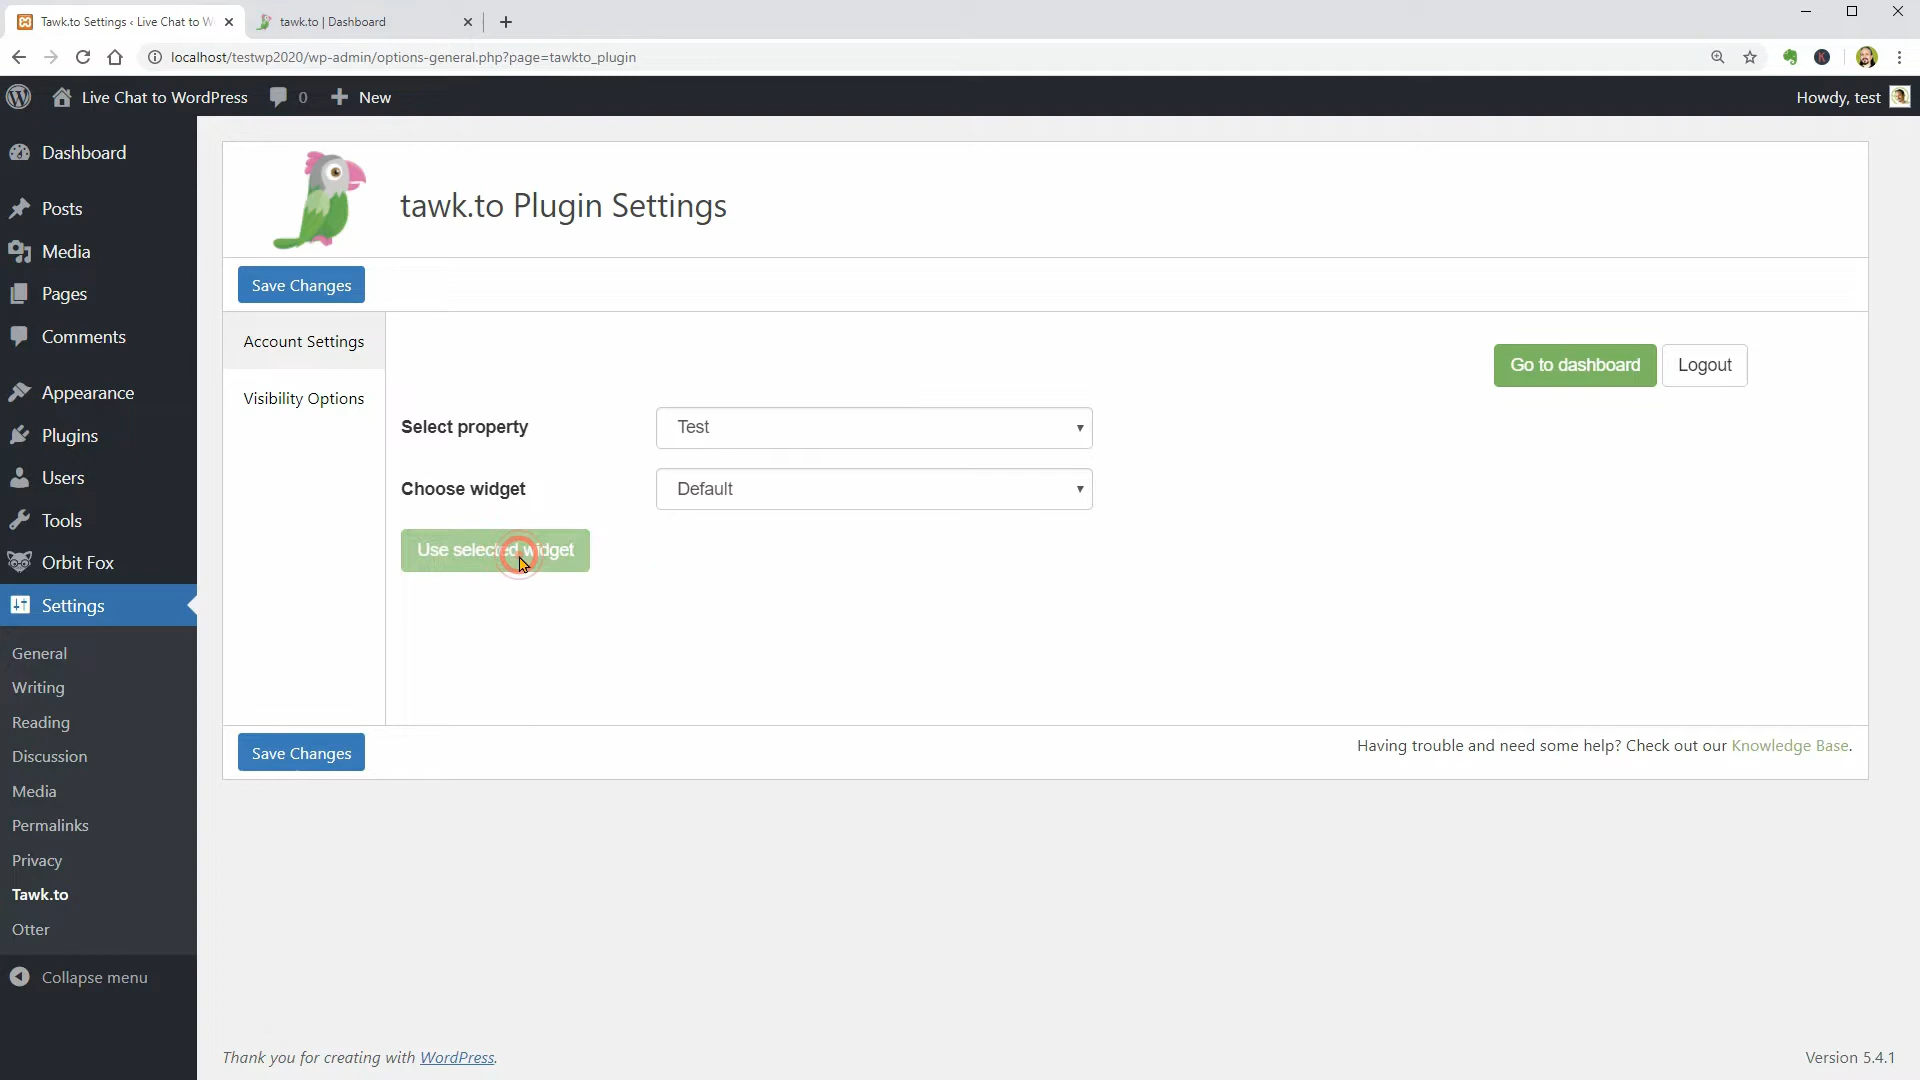 Tawk.to Settings ‹ Live Chat to W
tawk.to | Dashboard
localhost/testwp2020/wp-admin/options-general.php?page=tawkto_plugin
K
Live Chat to WordPress
0
New
Howdy, test
Dashboard
Posts
Media
Pages
Comments
Appearance
Plugins
Users
Tools
Orbit Fox
Settings
General
Writing
Reading
Discussion
Media
Permalinks
Privacy
Tawk.to
Otter
Collapse menu
tawk.to Plugin Settings
Save Changes
Account Settings
Visibility Options
Go to dashboard
Logout
Select property
Test
Choose widget
Default
Use selected widget
Save Changes
Having trouble and need some help? Check out our Knowledge Base.
Thank you for creating with WordPress.
Version 5.4.1